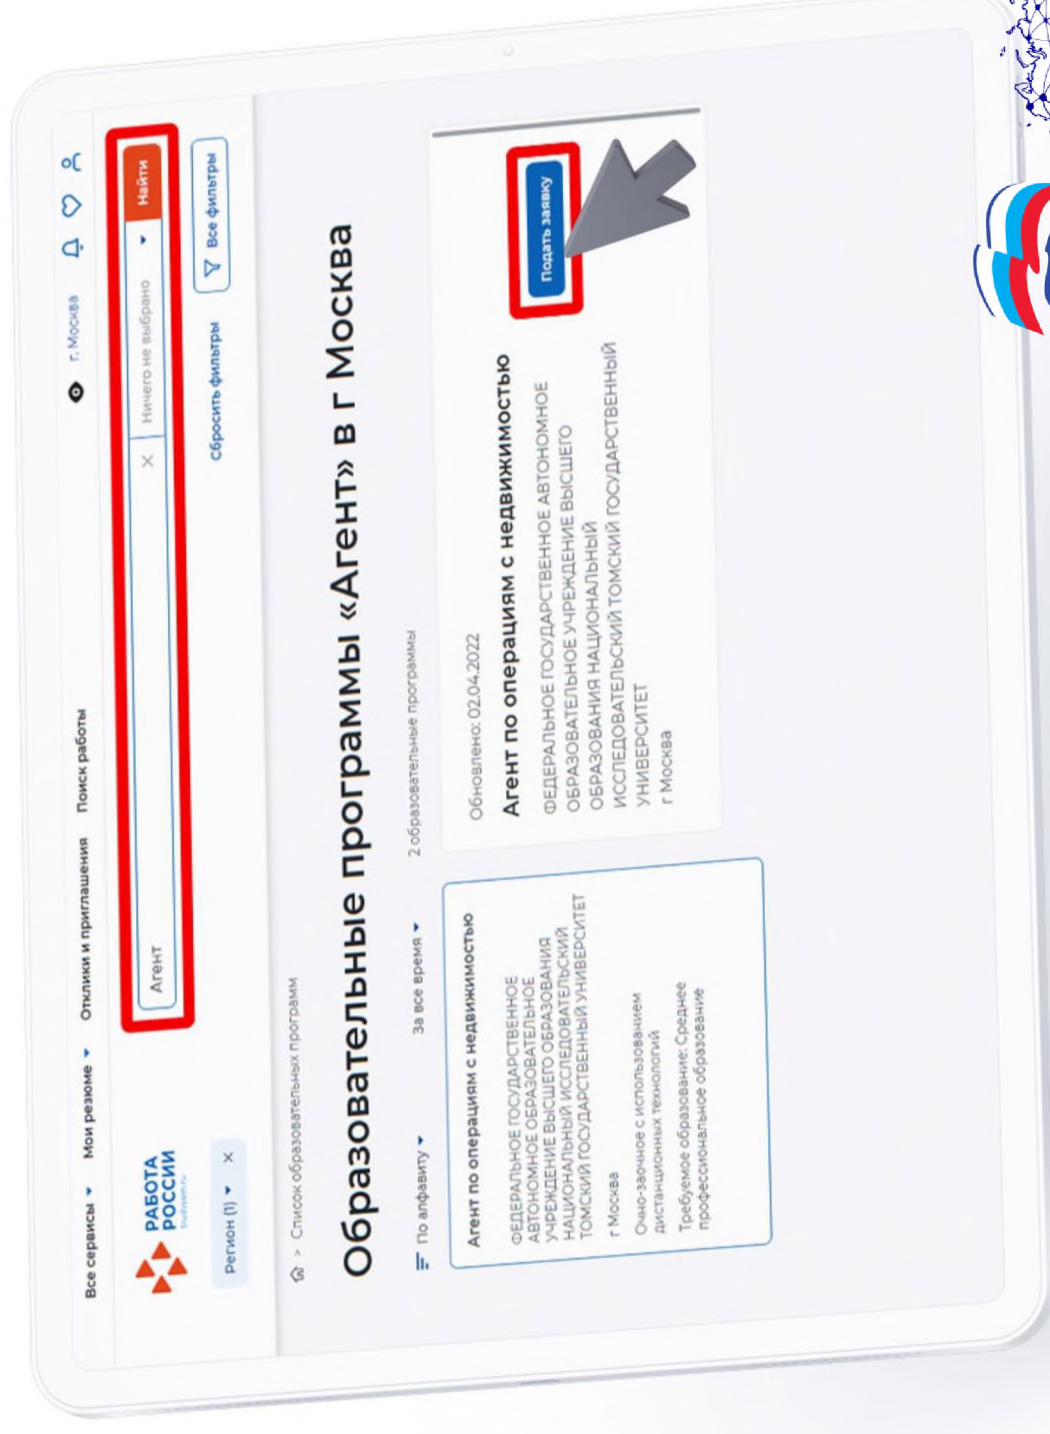 Все сервисы
Мои резюме
Отклики и приглашения
Поиск работы
г. Москва
РАБОТА
РОССИИ
trudvsem.ru
Агент
Ничего не выбрано
Найти
Регион (1)
Сбросить фильтры
Все фильтры
Список образовательных программ
Образовательные программы «Агент» в г Москва
По алфавиту
За все время
2 образовательные программы
Агент по операциям с недвижимостью
ФЕДЕРАЛЬНОЕ ГОСУДАРСТВЕННОЕ
АВТОНОМНОЕ ОБРАЗОВАТЕЛЬНОЕ
УЧРЕЖДЕНИЕ ВЫСШЕГО ОБРАЗОВАНИЯ
НАЦИОНАЛЬНЫЙ ИССЛЕДОВАТЕЛЬСКИЙ
ТОМСКИЙ ГОСУДАРСТВЕННЫЙ УНИВЕРСИТЕТ
г Москва
Очно-заочное с использованием
дистанционных технологий
Требуемое образование: Среднее
профессиональное образование
Обновлено: 02.04.2022
Агент по операциям с недвижимостью
Подать заявку
ФЕДЕРАЛЬНОЕ ГОСУДАРСТВЕННОЕ АВТОНОМНОЕ
ОБРАЗОВАТЕЛЬНОЕ УЧРЕЖДЕНИЕ ВЫСШЕГО
ОБРАЗОВАНИЯ НАЦИОНАЛЬНЫЙ
ИССЛЕДОВАТЕЛЬСКИЙ ТОМСКИЙ ГОСУДАРСТВЕННЫЙ
УНИВЕРСИТЕТ
г Москва